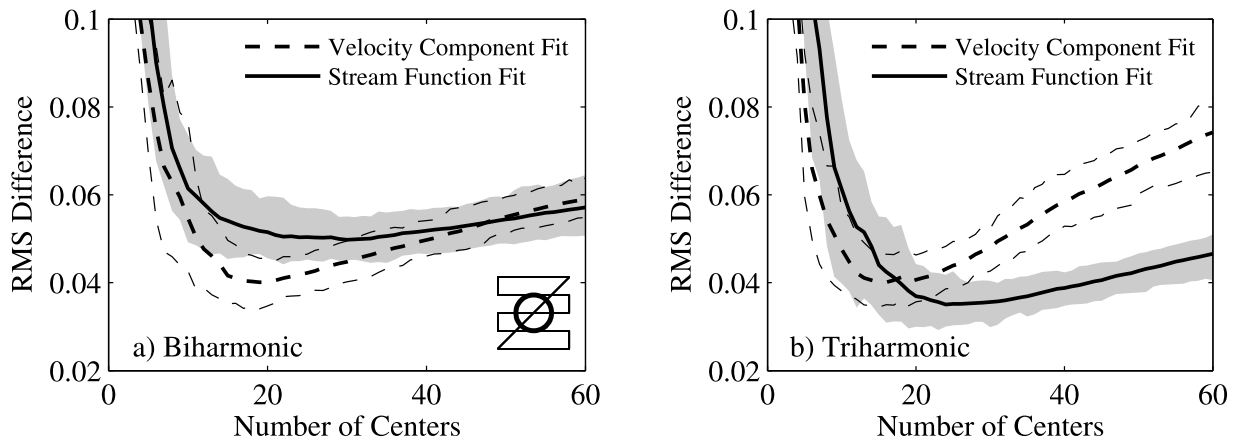 0.1
0.08
0.06
0.04
0.02
RMS Difference
Velocity Component Fit
Stream Function Fit
a) Biharmonic
0 20 40 60
Number of Centers
0.1
0.08
0.06
0.04
0.02
RMS Difference
Velocity Component Fit
Stream Function Fit
b) Triharmonic
0 20 40 60
Number of Centers